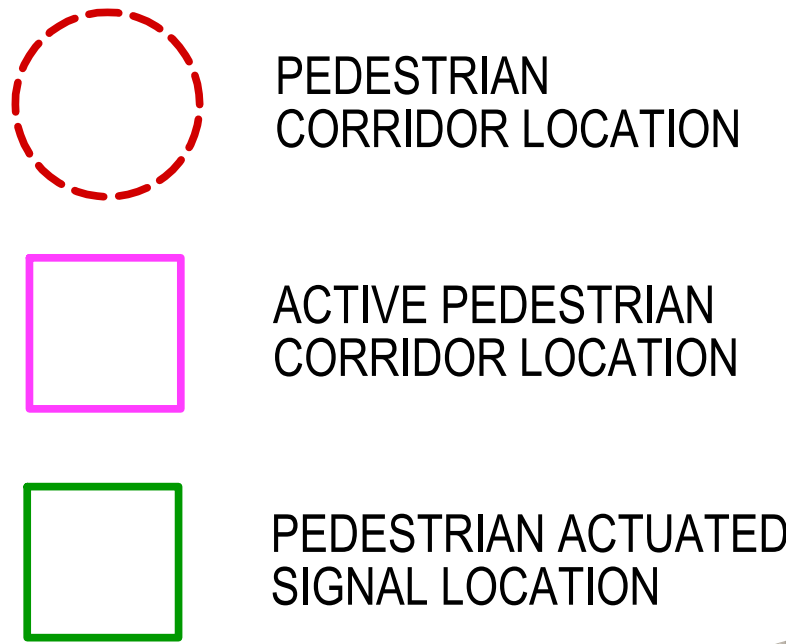 PEDESTRIAN
CORRIDOR LOCATION
ACTIVE PEDESTRIAN
CORRIDOR LOCATION
PEDESTRIAN ACTUATED
SIGNAL LOCATION